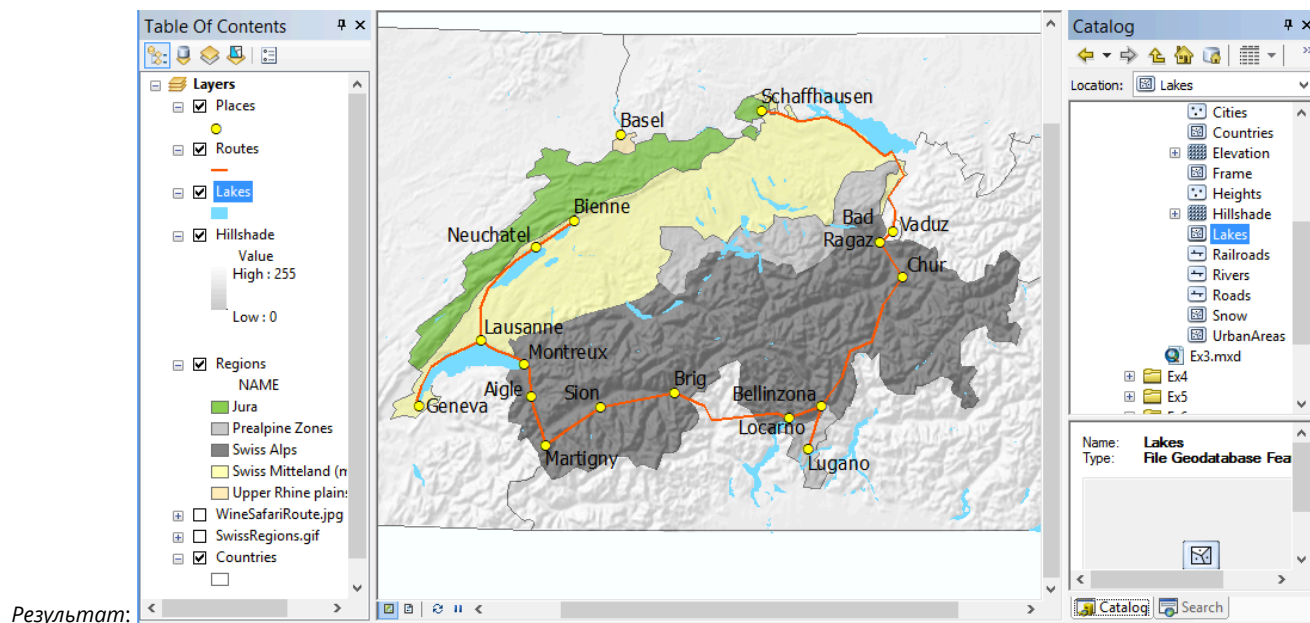 Table Of Contents
Layers
Places
Routes
Lakes
Hillshade
Value
High : 255
Low : 0
Regions
NAME
Jura
Prealpine Zones
Swiss Alps
Swiss Mitteland (m
Upper Rhine plain
WineSafariRoute.jpg
SwissRegions.gif
Countries
Schaffhausen
Basel
Bienne
Neuchatel
Bad
Ragaz
Vaduz
Chur
Lausanne
Montreux
Aigle
Sion
Brig
Bellinzona
Geneva
Locarno
Martigny
Lugano
Catalog
Location: Lakes
Cities
Countries
Elevation
Frame
Heights
Hillshade
Lakes
Railroads
Rivers
Roads
Snow
UrbanAreas
Ex3.mxd
Ex4
Ex5
Name: Lakes
Type: File Geodatabase Fea
Catalog Search
Результат: